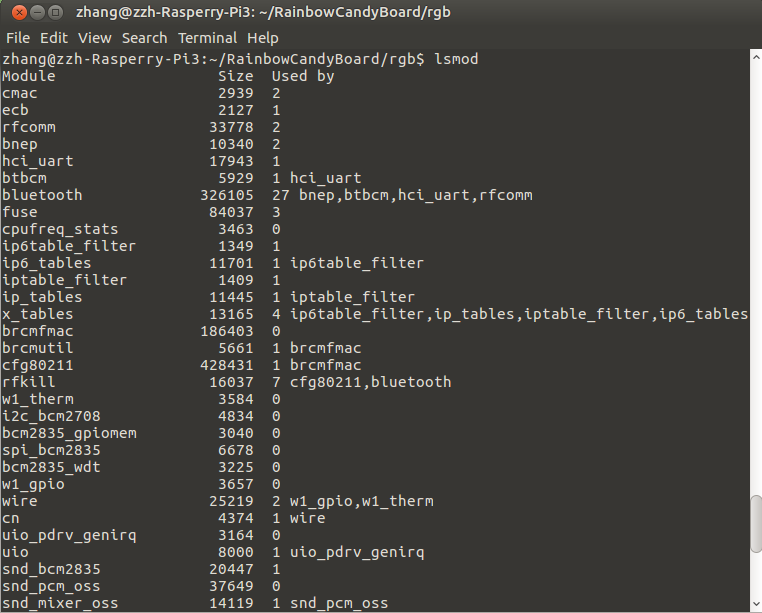 zhang@zzh-Rasperry-Pi3: ~/RainbowCandyBoard/rgb
File Edit View Search Terminal Help
zhang@zzh-Rasperry-Pi3:~/RainbowCandyBoard/rgb$ lsmod
Module                  Size  Used by
cmac                    2939  2
ecb                     2127  1
rfcomm                 33778  2
bnep                   10340  2
hci_uart               17943  1
btbcm                   5929  1 hci_uart
bluetooth             326105  27 bnep,btbcm,hci_uart,rfcomm
fuse                   84037  3
cpufreq_stats           3463  0
ip6table_filter         1349  1
ip6_tables             11701  1 ip6table_filter
iptable_filter          1409  1
ip_tables              11445  1 iptable_filter
x_tables               13165  4 ip6table_filter,ip_tables,iptable_filter,ip6_tables
brcmfmac              186403  0
brcmutil                5661  1 brcmfmac
cfg80211              428431  1 brcmfmac
rfkill                 16037  7 cfg80211,bluetooth
w1_therm                3584  0
i2c_bcm2708             4834  0
bcm2835_gpiomem         3040  0
spi_bcm2835             6678  0
bcm2835_wdt             3225  0
w1_gpio                 3657  0
wire                   25219  2 w1_gpio,w1_therm
cn                      4374  1 wire
uio_pdrv_genirq         3164  0
uio                     8000  1 uio_pdrv_genirq
snd_bcm2835            20447  1
snd_pcm_oss            37649  0
snd_mixer_oss          14119  1 snd_pcm_oss